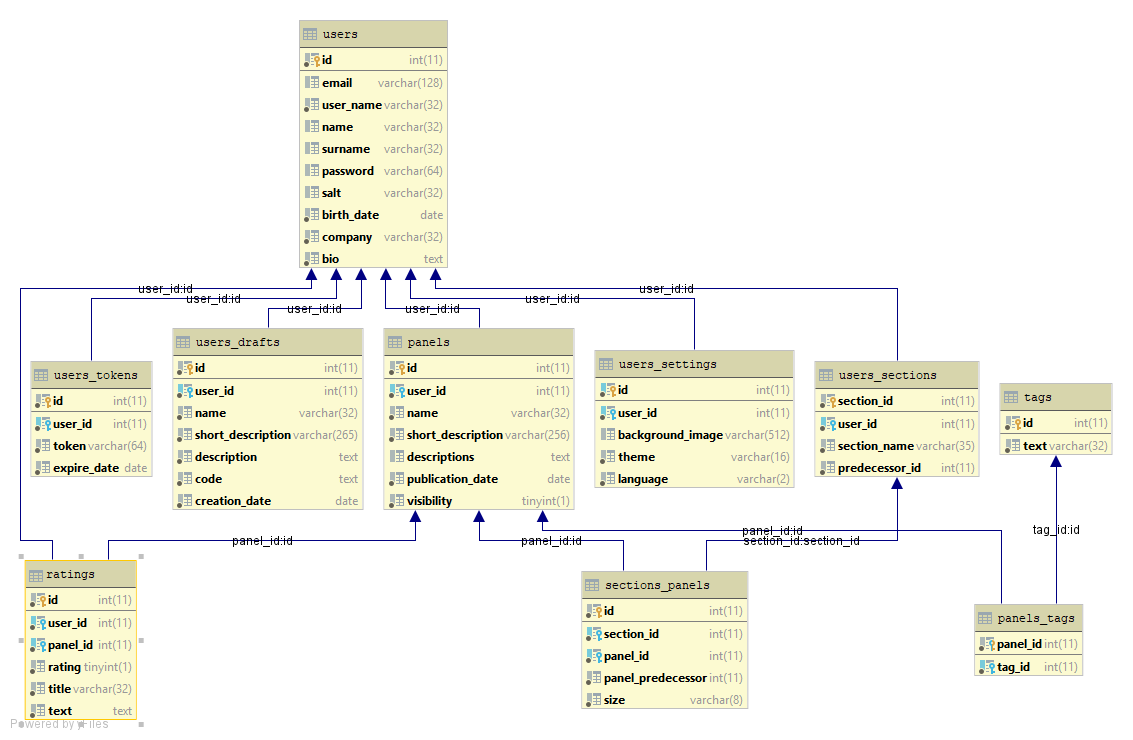 users
id int(11)
email varchar(128)
user_name varchar(32)
name varchar(32)
surname varchar(32)
password varchar(64)
salt varchar(32)
birth_date date
company varchar(32)
bio text
user_id:id
user_id:id
user_id:id
user_id:id
user_id:id
user_id:id
users_tokens
id int(11)
user_id int(11)
token varchar(64)
expire_date date
users_drafts
id int(11)
user_id int(11)
name varchar(32)
short_description varchar(265)
description text
code text
creation_date date
panels
id int(11)
user_id int(11)
name varchar(32)
short_description varchar(256)
descriptions text
publication_date date
visibility tinyint(1)
users_settings
id int(11)
user_id int(11)
background_image varchar(512)
theme varchar(16)
language varchar(2)
users_sections
section_id int(11)
user_id int(11)
section_name varchar(35)
predecessor_id int(11)
tags
id int(11)
text varchar(32)
panel_id:id
panel_id:id
panel_id:id
section_id:section_id
tag_id:id
ratings
id int(11)
user_id int(11)
panel_id int(11)
rating tinyint(1)
title varchar(32)
text text
sections_panels
id int(11)
section_id int(11)
panel_id int(11)
panel_predecessor int(11)
size varchar(8)
panels_tags
panel_id int(11)
tag_id int(11)
Powered by yFiles